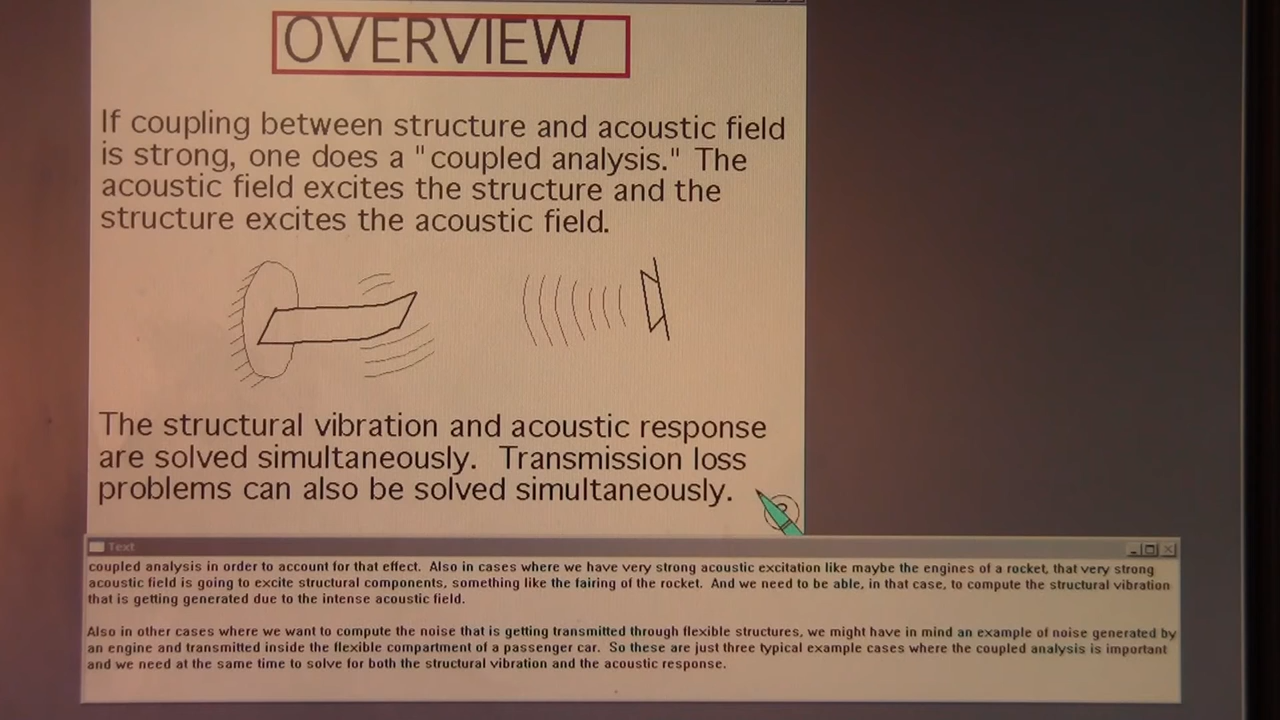 OVERVIEW
If coupling between structure and acoustic field
is strong, one does a "coupled analysis." The
acoustic field excites the structure and the
structure excites the acoustic field.
The structural vibration and acoustic response
are solved simultaneously. Transmission loss
problems can also be solved simultaneously.
Text
coupled analysis in order to account for that effect. Also in cases where we have very strong acoustic excitation like maybe the engines of a rocket, that very strong
acoustic field is going to excite structural components, something like the fairing of the rocket. And we need to be able, in that case, to compute the structural vibration
that is getting generated due to the intense acoustic field.
Also in other cases where we want to compute the noise that is getting transmitted through flexible structures, we might have in mind an example of noise generated by
an engine and transmitted inside the flexible compartment of a passenger car. So these are just three typical example cases where the coupled analysis is important
and we need at the same time to solve for both the structural vibration and the acoustic response.